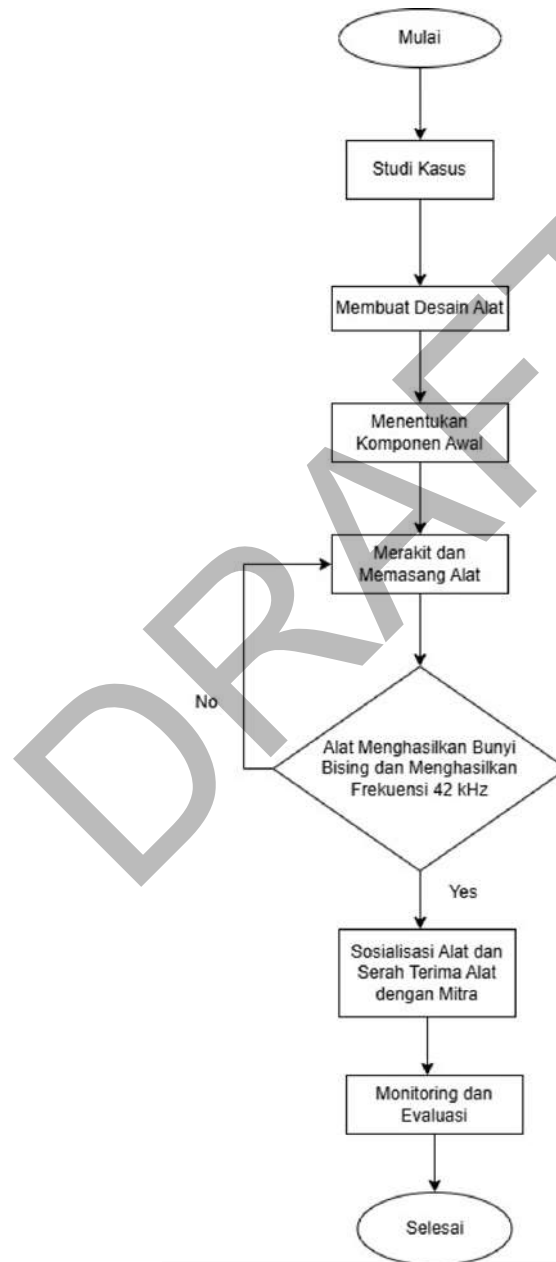 Mulai
Studi Kasus
Membuat Desain Alat
Menentukan
Komponen Awal
Merakit dan
Memasang Alat
No
Alat Menghasilkan Bunyi
Bising dan Menghasilkan
Frekuensi 42 kHz
Yes
Sosialisasi Alat dan
Serah Terima Alat
dengan Mitra
Monitoring dan
Evaluasi
Selesai
DRAFT